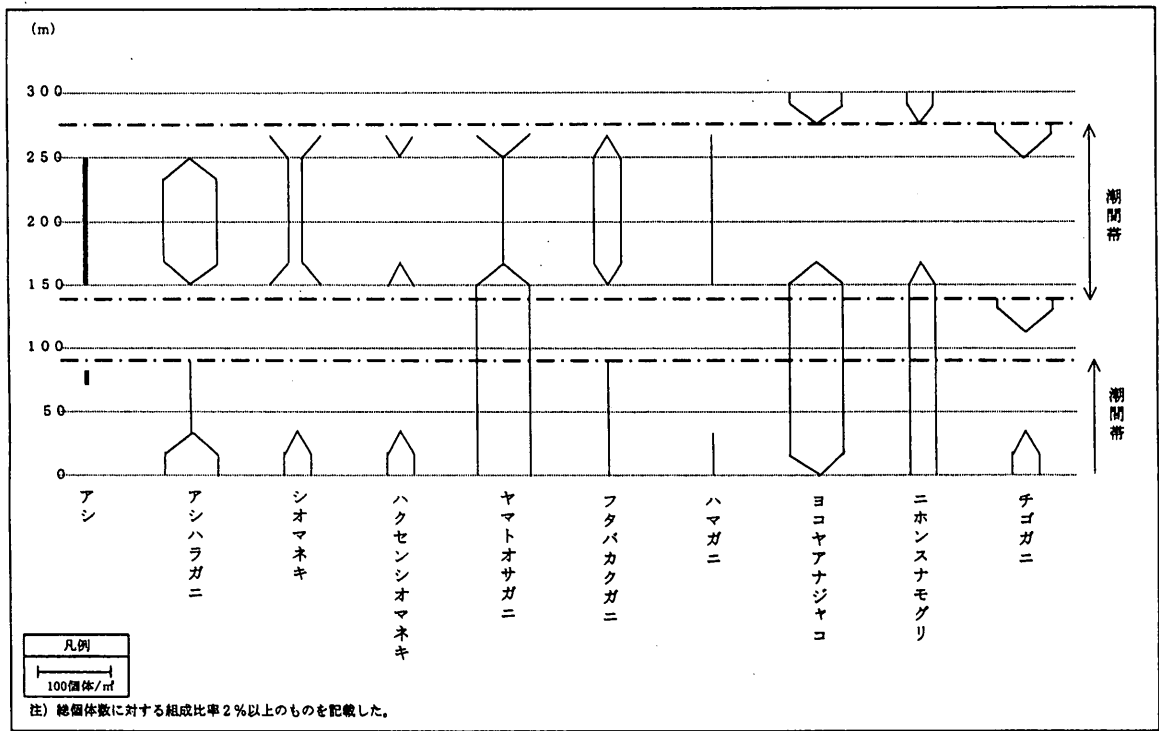 (m)
300
250
200
150
100
50
0
潮間帯
潮間帯
アシ
アシハラガニ
シオマネキ
ハクセンシオマネキ
ヤマトオサガニ
フタバカクガニ
ハマガニ
ヨコヤアナジャコ
ニホンスナモグリ
チゴガニ
凡例
100個体/㎡
注) 総個体数に対する組成比率2%以上のものを記載した。